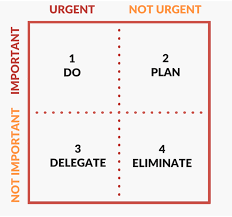 URGENT NOT URGENT
IMPORTANT
1 2
DO PLAN
NOT IMPORTANT
3 4
DELEGATE ELIMINATE